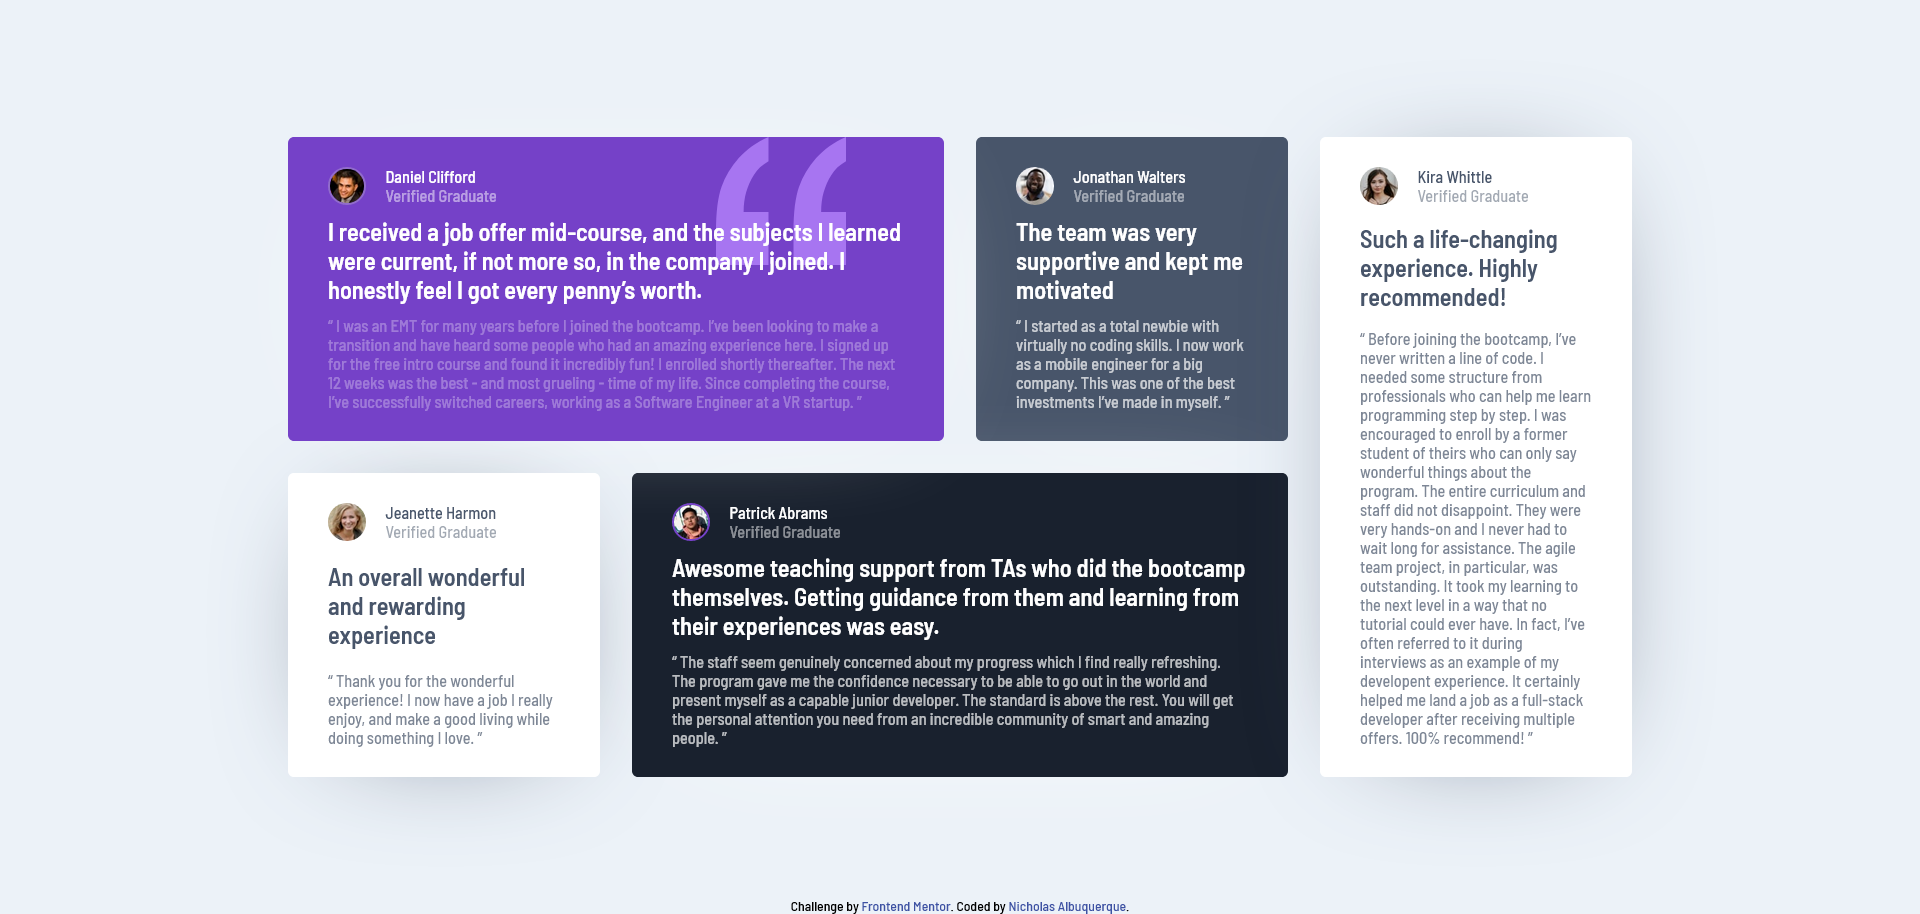 Daniel Clifford
Verified Graduate
I received a job offer mid-course, and the subjects I learned
were current, if not more so, in the company I joined. I
honestly feel I got every penny’s worth.
“ I was an EMT for many years before I joined the bootcamp. I’ve been looking to make a
transition and have heard some people who had an amazing experience here. I signed up
for the free intro course and found it incredibly fun! I enrolled shortly thereafter. The next
12 weeks was the best - and most grueling - time of my life. Since completing the course,
I’ve successfully switched careers, working as a Software Engineer at a VR startup. ”
Jonathan Walters
Verified Graduate
The team was very
supportive and kept me
motivated
“ I started as a total newbie with
virtually no coding skills. I now work
as a mobile engineer for a big
company. This was one of the best
investments I’ve made in myself. ”
Kira Whittle
Verified Graduate
Such a life-changing
experience. Highly
recommended!
“ Before joining the bootcamp, I’ve
never written a line of code. I
needed some structure from
professionals who can help me learn
programming step by step. I was
encouraged to enroll by a former
student of theirs who can only say
wonderful things about the
program. The entire curriculum and
staff did not disappoint. They were
very hands-on and I never had to
wait long for assistance. The agile
team project, in particular, was
outstanding. It took my learning to
the next level in a way that no
tutorial could ever have. In fact, I’ve
often referred to it during
interviews as an example of my
developent experience. It certainly
helped me land a job as a full-stack
developer after receiving multiple
offers. 100% recommend! ”
Jeanette Harmon
Verified Graduate
An overall wonderful
and rewarding
experience
“ Thank you for the wonderful
experience! I now have a job I really
enjoy, and make a good living while
doing something I love. ”
Patrick Abrams
Verified Graduate
Awesome teaching support from TAs who did the bootcamp
themselves. Getting guidance from them and learning from
their experiences was easy.
“ The staff seem genuinely concerned about my progress which I find really refreshing.
The program gave me the confidence necessary to be able to go out in the world and
present myself as a capable junior developer. The standard is above the rest. You will get
the personal attention you need from an incredible community of smart and amazing
people. ”
Challenge by Frontend Mentor. Coded by Nicholas Albuquerque.